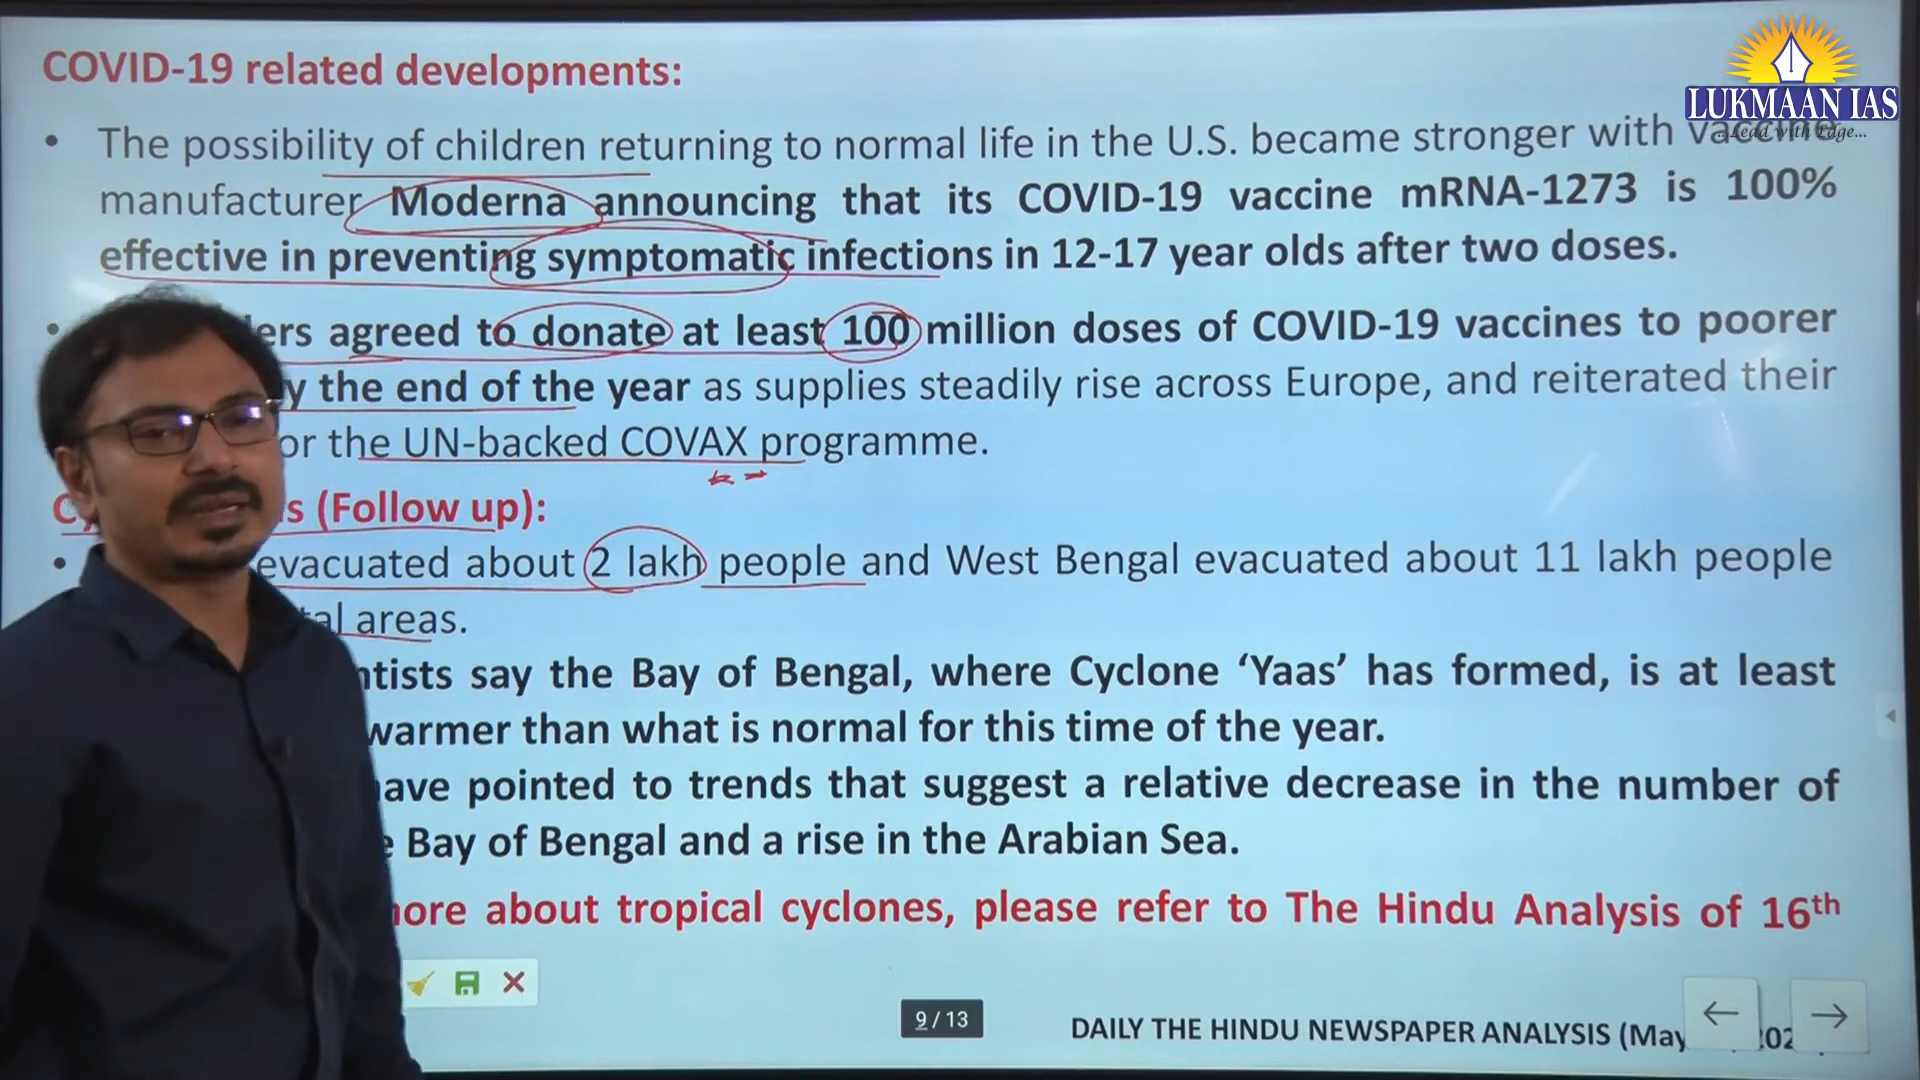 COVID-19 related developments:
LUKMAAN IAS
...Lead with Edge...
• The possibility of children returning to normal life in the U.S. became stronger with vaccine
manufacturer Moderna announcing that its COVID-19 vaccine mRNA-1273 is 100%
effective in preventing symptomatic infections in 12-17 year olds after two doses.
• agreed to donate at least 100 million doses of COVID-19 vaccines to poorer
the end of the year as supplies steadily rise across Europe, and reiterated their
the UN-backed COVAX programme.
(Follow up):
• evacuated about 2 lakh people and West Bengal evacuated about 11 lakh people
areas.
say the Bay of Bengal, where Cyclone ‘Yaas’ has formed, is at least
warmer than what is normal for this time of the year.
have pointed to trends that suggest a relative decrease in the number of
Bay of Bengal and a rise in the Arabian Sea.
more about tropical cyclones, please refer to The Hindu Analysis of 16th
9 / 13
DAILY THE HINDU NEWSPAPER ANALYSIS (May